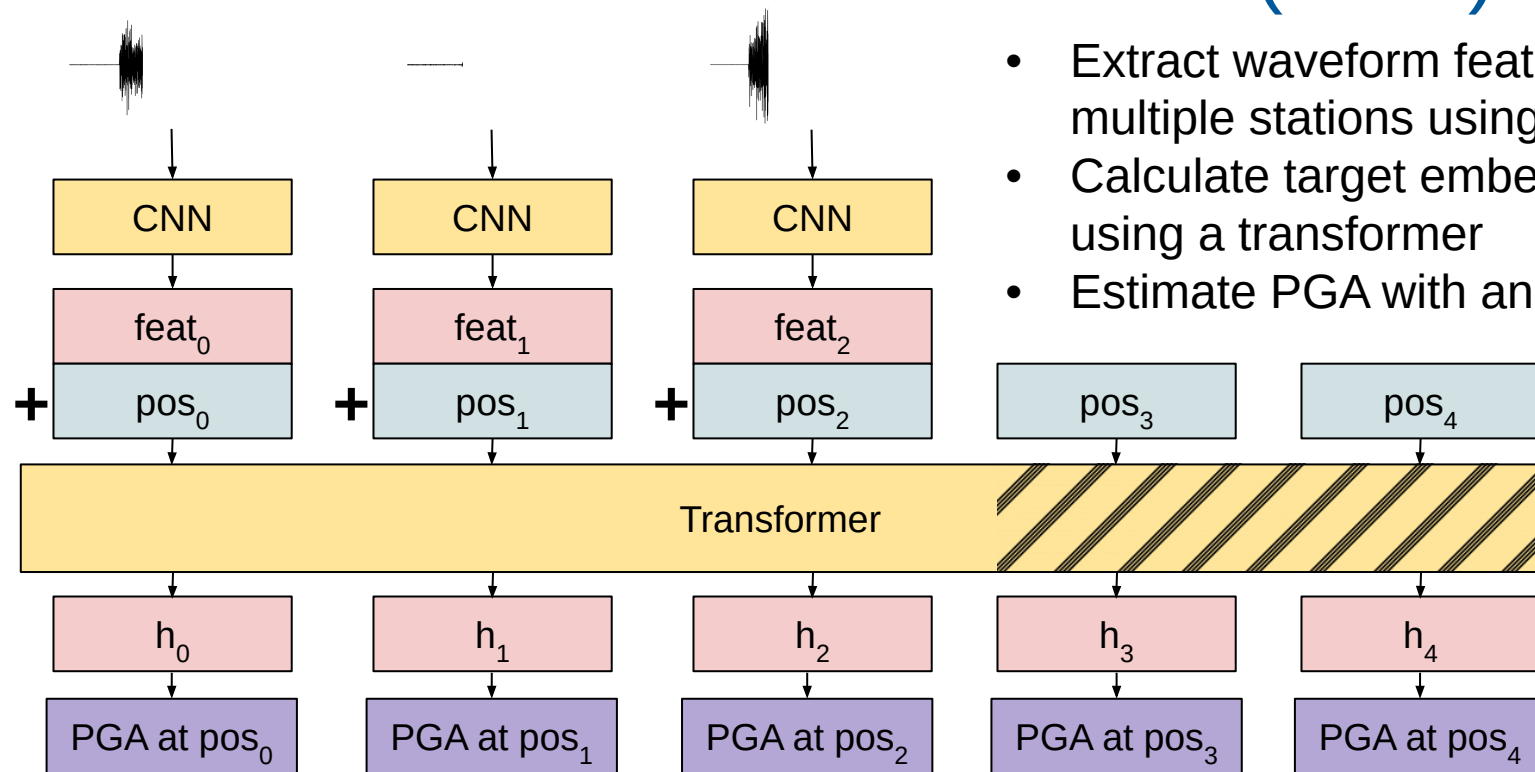 • Extract waveform
multiple stations using
• Calculate target
using a transformer
• Estimate PGA with an
CNN CNN CNN
feat0 feat1 feat2
+ pos0 + pos1 + pos2 pos3 pos4
Transformer
h0 h1 h2 h3 h4
PGA at pos0 PGA at pos1 PGA at pos2 PGA at pos3 PGA at pos4